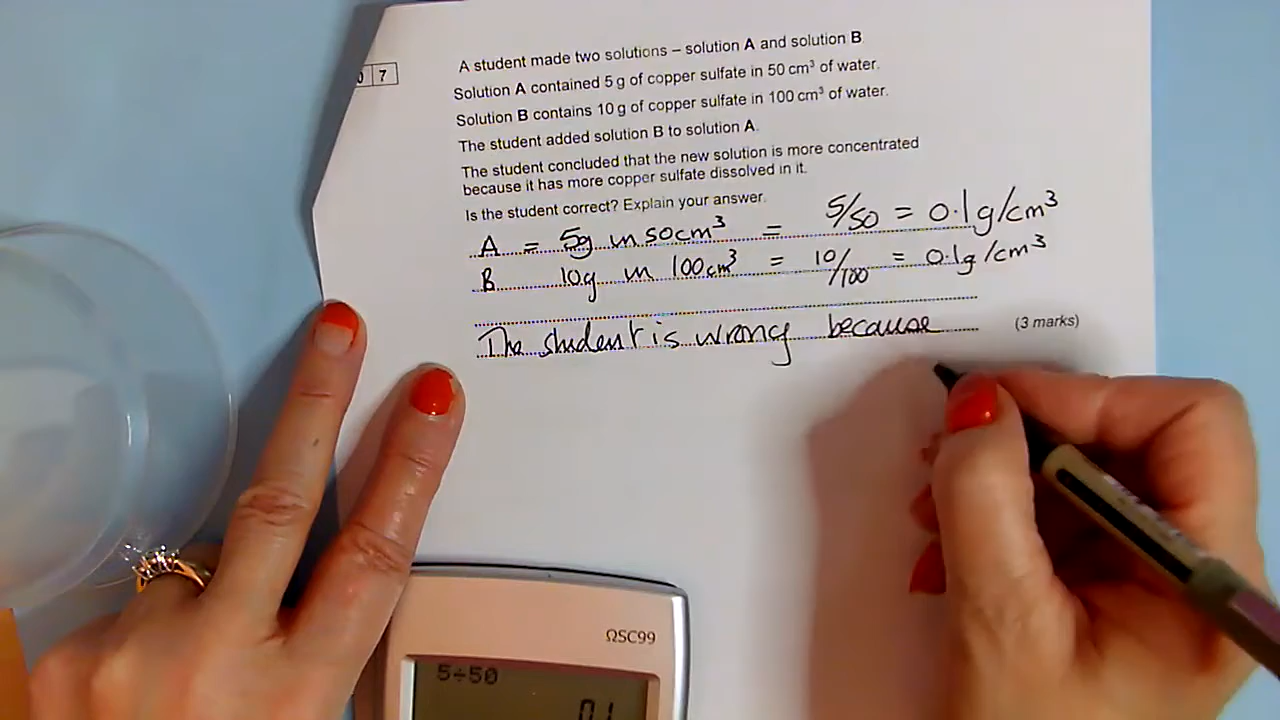 0 7
A student made two solutions – solution A and solution B
Solution A contained 5 g of copper sulfate in 50 cm³ of water.
Solution B contains 10 g of copper sulfate in 100 cm³ of water.
The student added solution B to solution A.
The student concluded that the new solution is more concentrated
because it has more copper sulfate dissolved in it.
Is the student correct? Explain your answer.
A = 5g in 50cm³ = 5/50 = 0.1g/cm³
B 10g in 100cm³ = 10/100 = 0.1g/cm³
The student is wrong because
(3 marks)
ΩSC99
5÷50
0.1